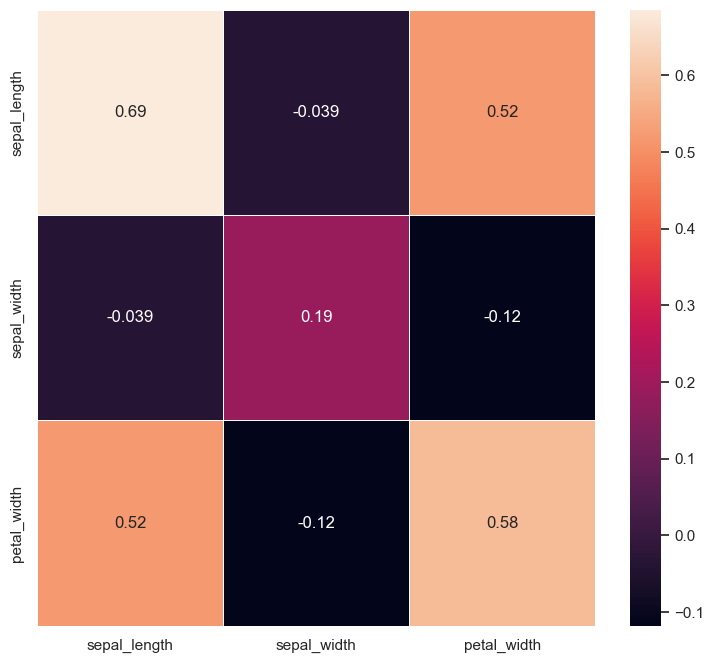 sepal_length
sepal_width
petal_width
0.69 -0.039 0.52
-0.039 0.19 -0.12
0.52 -0.12 0.58
sepal_length sepal_width petal_width
0.6
0.5
0.4
0.3
0.2
0.1
0.0
−0.1